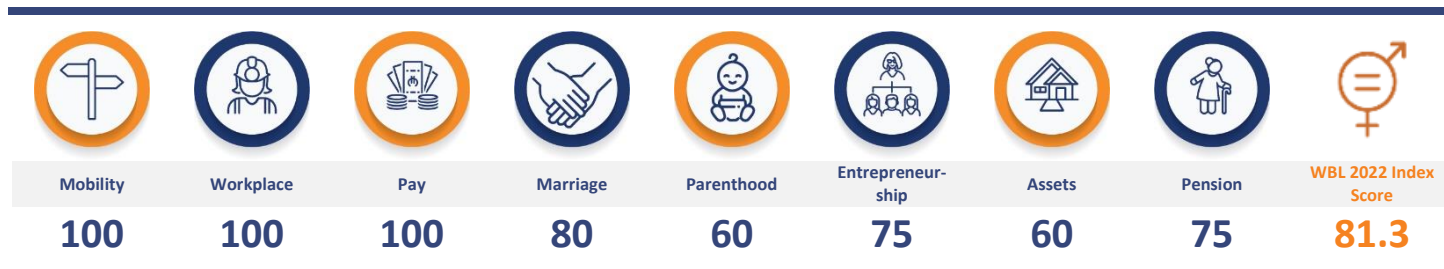 Mobility
Workplace
Pay
Marriage
Parenthood
Entrepreneur-
ship
Assets
Pension
WBL 2022 Index
Score
100
100
100
80
60
75
60
75
81.3